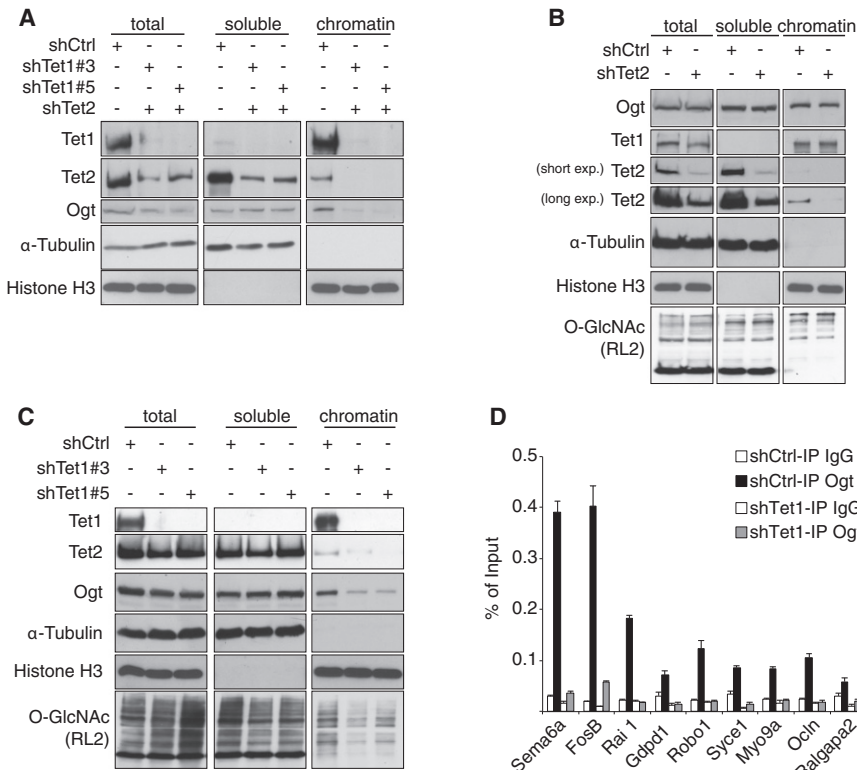 A
total soluble chromatin
shCtrl + - - + - - + - -
shTet1#3 - + - - + - - + -
shTet1#5 - - + - - + - - +
shTet2 - + + - + + - + +
Tet1
Tet2
Ogt
α-Tubulin
Histone H3
B
total soluble chromatin
shCtrl + - + - + -
shTet2 - + - + - +
Ogt
Tet1
(short exp.) Tet2
(long exp.) Tet2
α-Tubulin
Histone H3
O-GlcNAc
(RL2)
C
total soluble chromatin
shCtrl + - - + - - + - -
shTet1#3 - + - - + - - + -
shTet1#5 - - + - - + - - +
Tet1
Tet2
Ogt
α-Tubulin
Histone H3
O-GlcNAc
(RL2)
D
shCtrl-IP IgG
shCtrl-IP Ogt
shTet1-IP IgG
shTet1-IP Og
% of Input
0.5
0.4
0.3
0.2
0.1
Sema6a FosB Rai 1 Gdpd1 Robo1 Syce1 Myo9a Ocln Ralgapa2